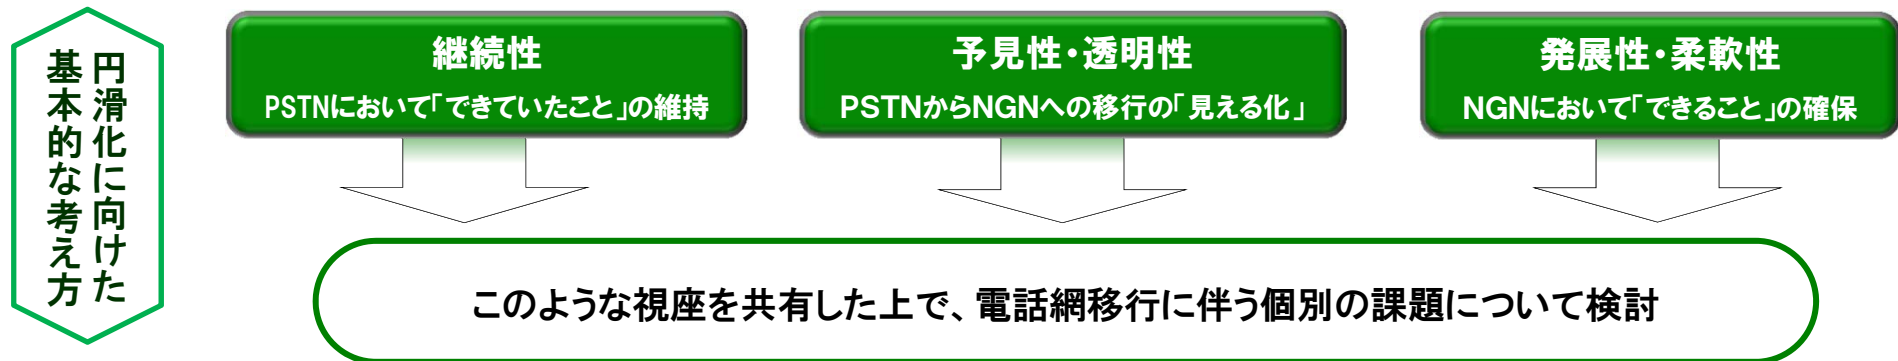 円滑化に向けた
基本的な考え方
継続性
PSTNにおいて「できていたこと」の維持
予見性・透明性
PSTNからNGNへの移行の「見える化」
発展性・柔軟性
NGNにおいて「できること」の確保
このような視座を共有した上で、電話網移行に伴う個別の課題について検討